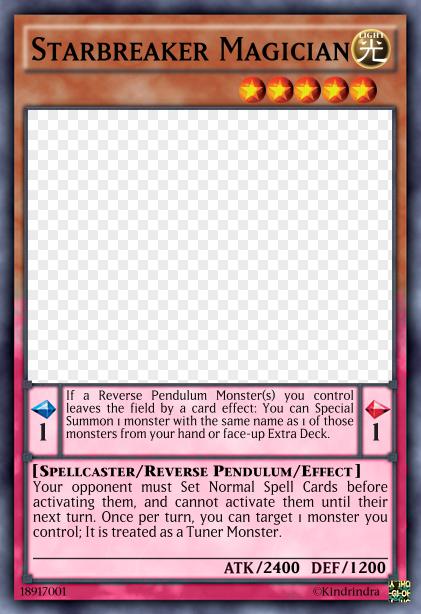 Starbreaker Magician
LIGHT
光
If a Reverse Pendulum Monster(s) you control
leaves the field by a card effect: You can Special
Summon 1 monster with the same name as 1 of those
monsters from your hand or face-up Extra Deck.
1
1
[Spellcaster/Reverse Pendulum/Effect]
Your opponent must Set Normal Spell Cards before
activating them, and cannot activate them until their
next turn. Once per turn, you can target 1 monster you
control; It is treated as a Tuner Monster.
ATK/2400 DEF/1200
18917001
©Kindrindra